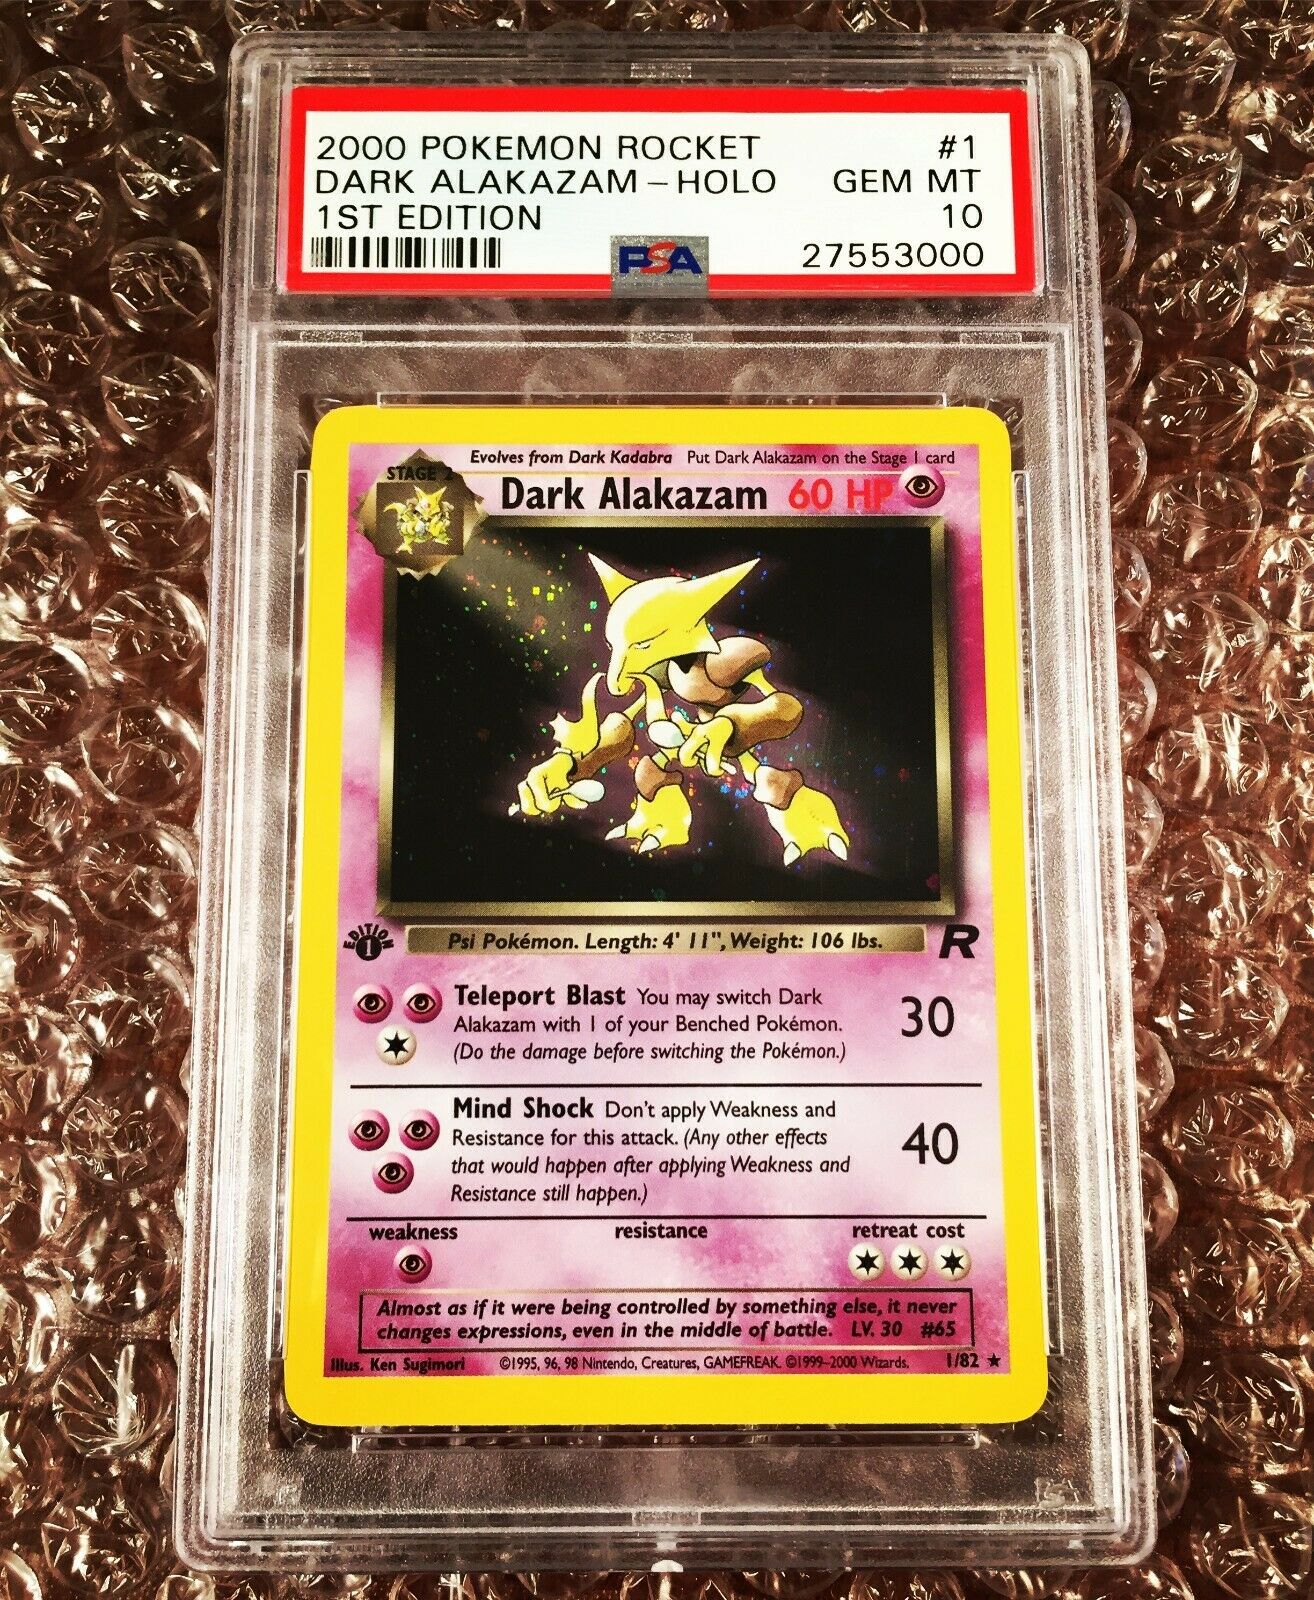 2000 POKEMON ROCKET #1
DARK ALAKAZAM-HOLO GEM MT
1ST EDITION 10
PSA 27553000
Evolves from Dark Kadabra Put Dark Alakazam on the Stage 1 card
STAGE 2
Dark Alakazam 60 HP
EDITION 1
Psi Pokémon. Length: 4' 11", Weight: 106 lbs. R
Teleport Blast You may switch Dark
Alakazam with 1 of your Benched Pokémon. 30
(Do the damage before switching the Pokémon.)
Mind Shock Don't apply Weakness and
Resistance for this attack. (Any other effects 40
that would happen after applying Weakness and
Resistance still happen.)
weakness resistance retreat cost
Almost as if it were being controlled by something else, it never
changes expressions, even in the middle of battle. LV. 30 #65
Illus. Ken Sugimori ©1995, 96, 98 Nintendo, Creatures, GAMEFREAK. ©1999-2000 Wizards. 1/82 ★